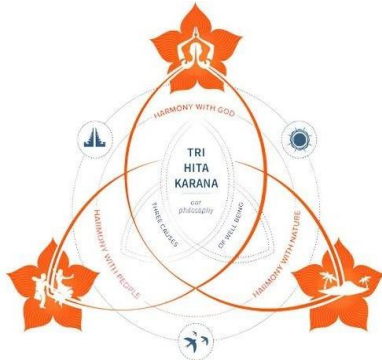 HARMONY WITH GOD
TRI
HITA
KARANA
our
philosophy
THREE CAUSES
OF WELL BEING
HARMONY WITH PEOPLE
HARMONY WITH NATURE